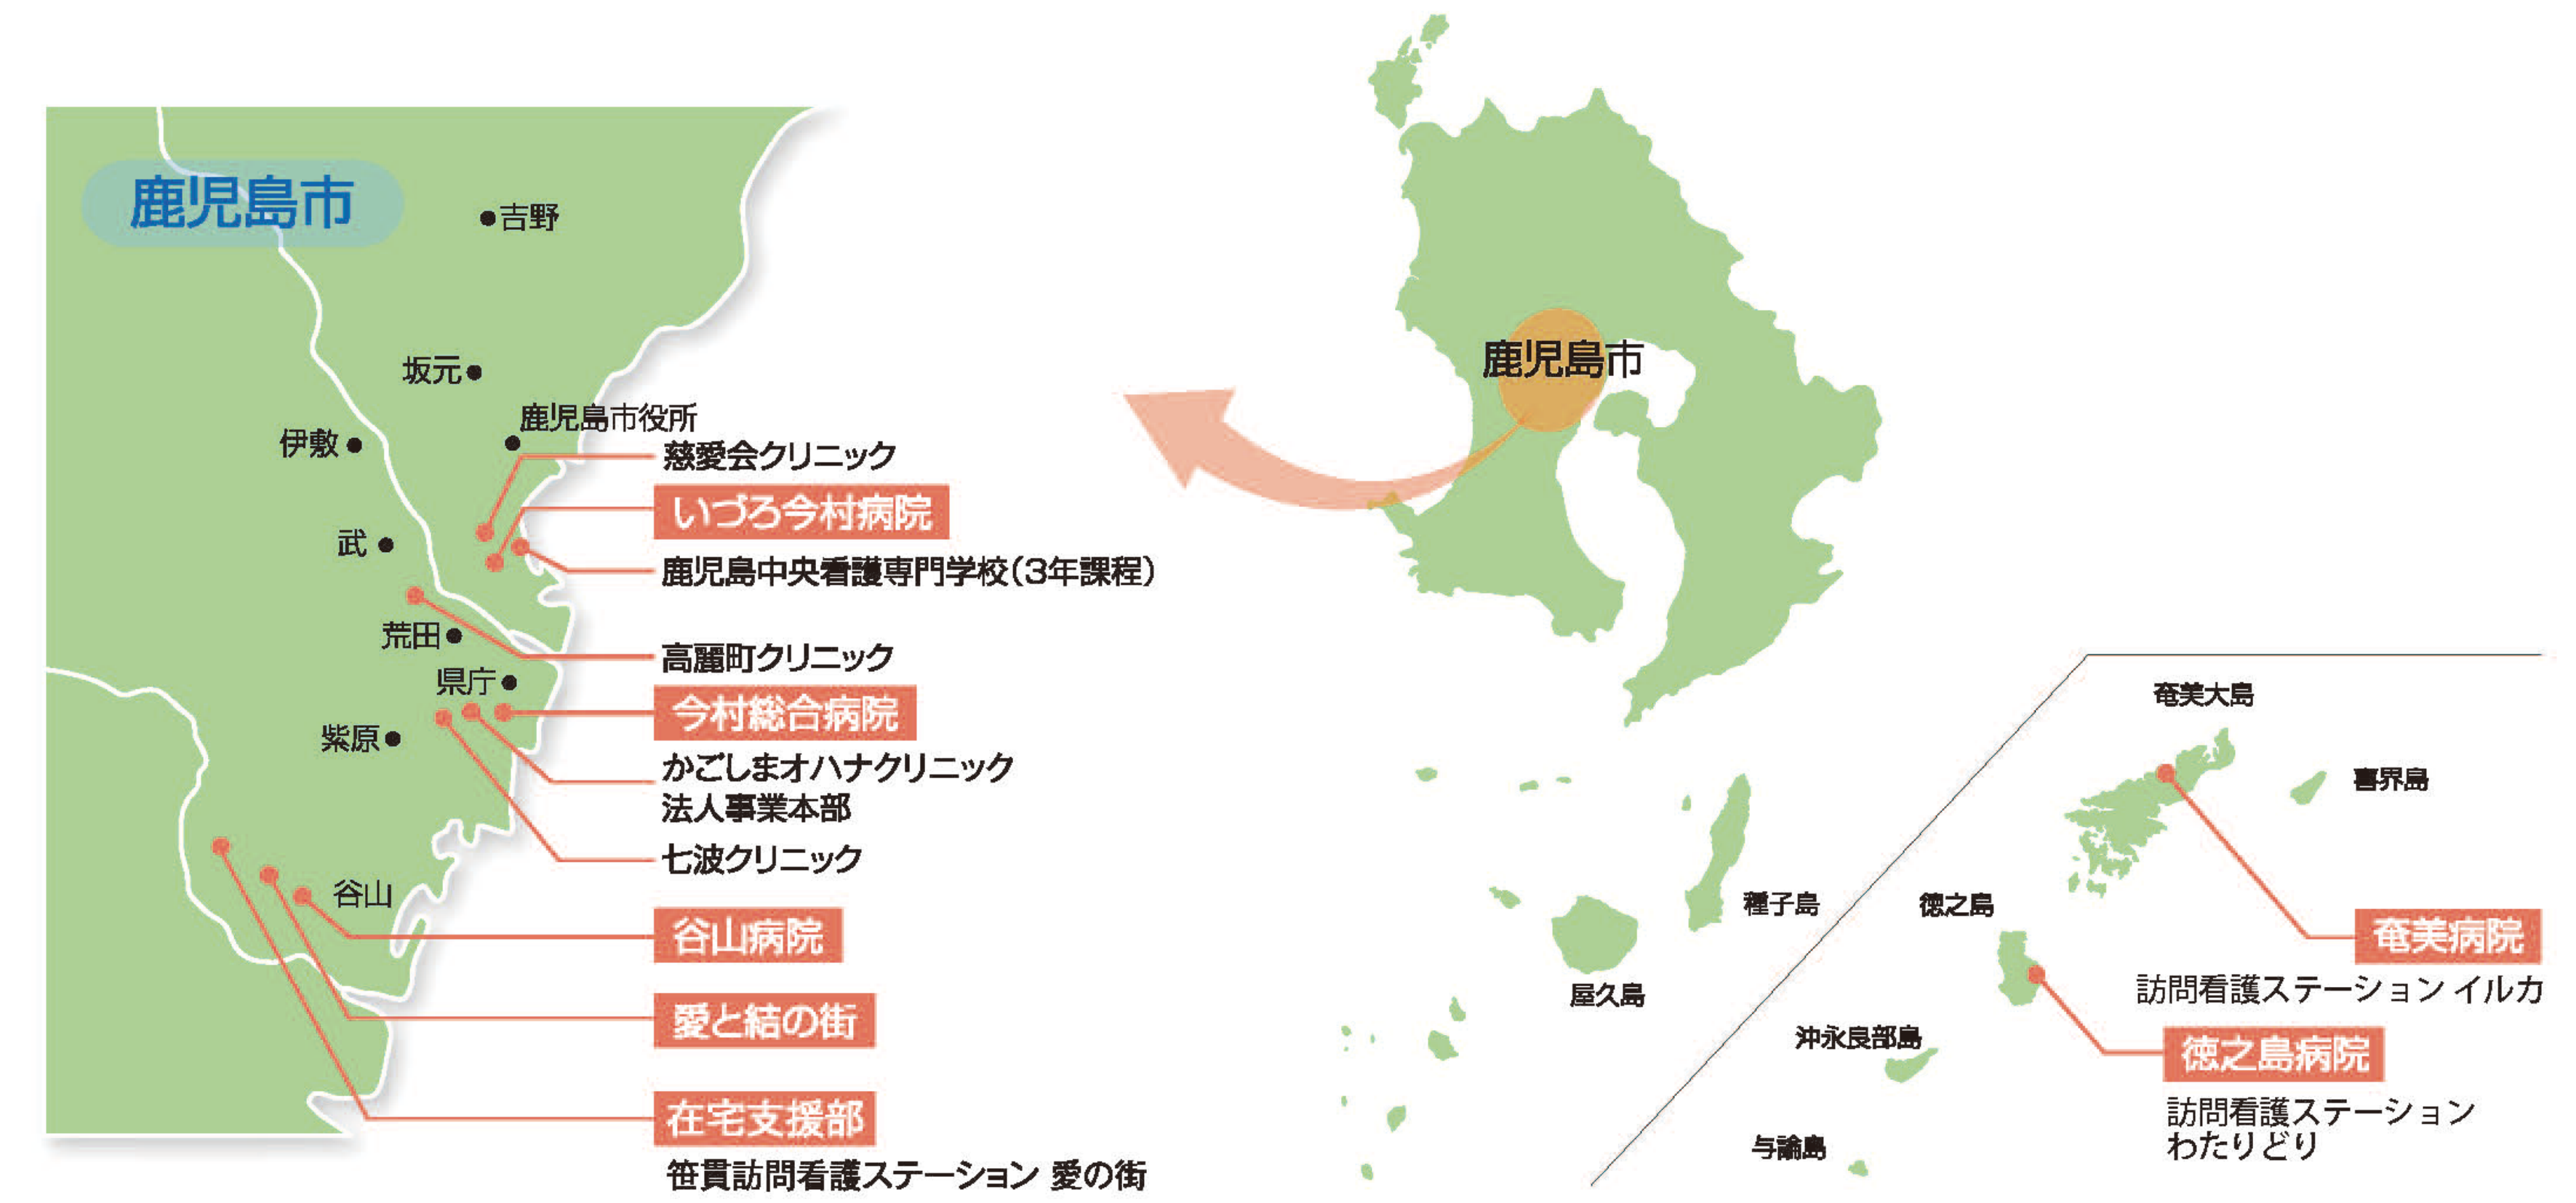 鹿児島市
吉野
坂元
鹿児島市役所
伊敷
慈愛会クリニック
いづろ今村病院
武
鹿児島中央看護専門学校(3年課程)
荒田
高麗町クリニック
県庁
今村総合病院
紫原
かごしまオハナクリニック
法人事業本部
七波クリニック
谷山
谷山病院
愛と結の街
在宅支援部
笹貫訪問看護ステーション 愛の街
鹿児島市
種子島
屋久島
奄美大島
喜界島
徳之島
奄美病院
訪問看護ステーション イルカ
沖永良部島
徳之島病院
訪問看護ステーション
わたりどり
与論島